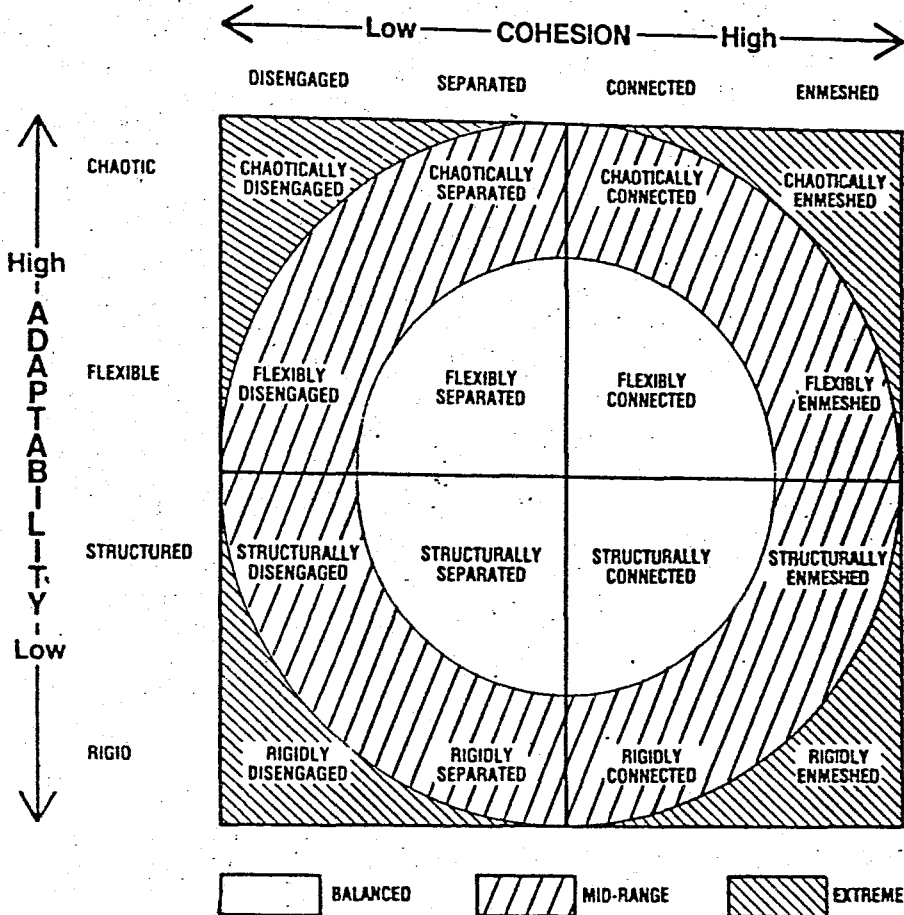 Low COHESION High
DISENGAGED SEPARATED CONNECTED ENMESHED
CHAOTIC
CHAOTICALLY
DISENGAGED
CHAOTICALLY
SEPARATED
CHAOTICALLY
CONNECTED
CHAOTICALLY
ENMESHED
High
ADAPTABILITY
Low
FLEXIBLE
FLEXIBLY
DISENGAGED
FLEXIBLY
SEPARATED
FLEXIBLY
CONNECTED
FLEXIBLY
ENMESHED
STRUCTURED
STRUCTURALLY
DISENGAGED
STRUCTURALLY
SEPARATED
STRUCTURALLY
CONNECTED
STRUCTURALLY
ENMESHED
RIGID
RIGIDLY
DISENGAGED
RIGIDLY
SEPARATED
RIGIDLY
CONNECTED
RIGIDLY
ENMESHED
BALANCED MID-RANGE EXTREME